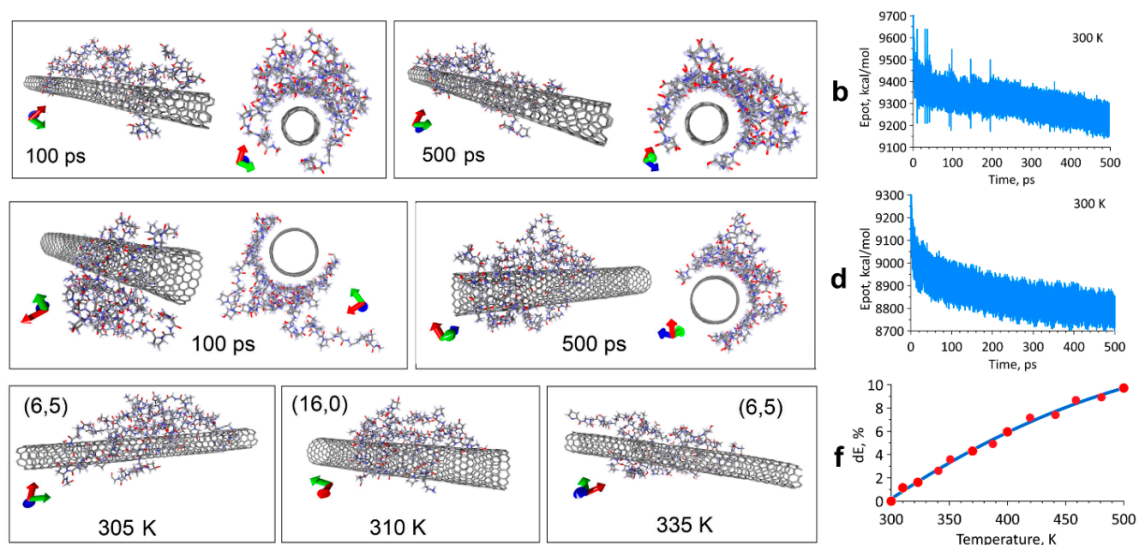 100 ps
500 ps
b
Epot, kcal/mol
9700
9600
9500
9400
9300
9200
9100
300 K
0 100 200 300 400 500
Time, ps
100 ps
500 ps
d
Epot, kcal/mol
9300
9200
9100
9000
8900
8800
8700
300 K
0 100 200 300 400 500
Time, ps
(6,5)
305 K
(16,0)
310 K
(6,5)
335 K
f
dE, %
10
8
6
4
2
0
300 350 400 450 500
Temperature, K